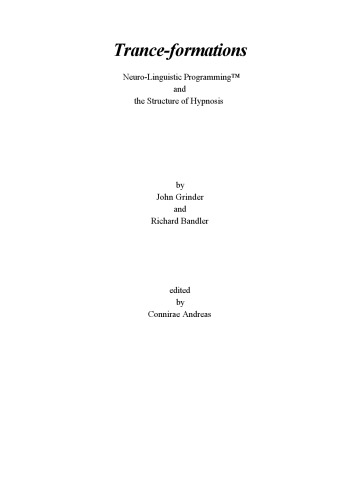 Trance-formations
Neuro-Linguistic Programming™
and
the Structure of Hypnosis
by
John Grinder
and
Richard Bandler
edited
by
Connirae Andreas